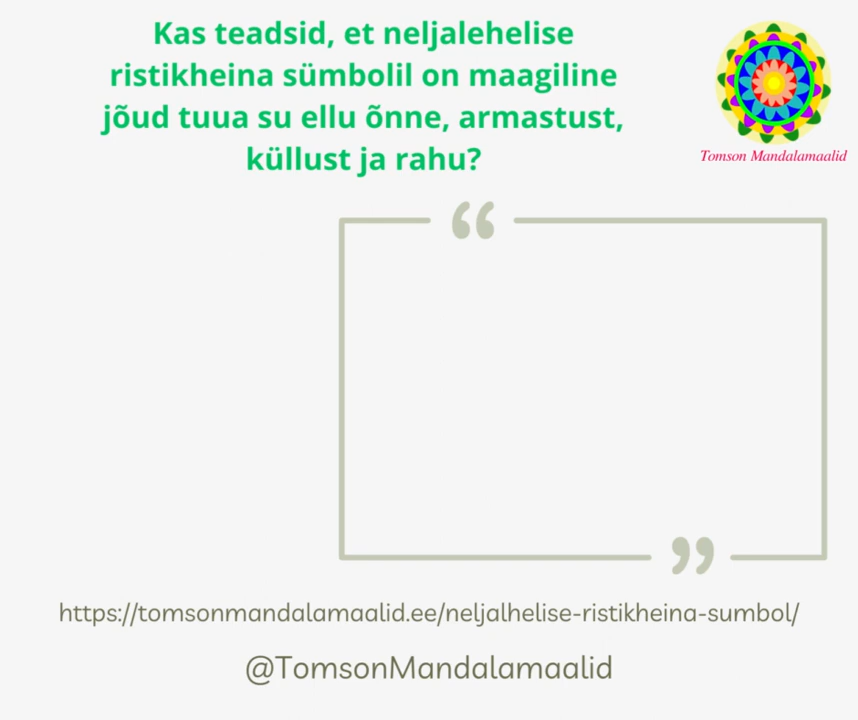 Kas teadsid, et neljalehelise
ristikheina sümbolil on maagiline
jõud tuua su ellu õnne, armastust,
küllust ja rahu?
Tomson Mandalamaalid
“
”
https://tomsonmandalamaalid.ee/neljalhelise-ristikheina-sumbol/
@TomsonMandalamaalid